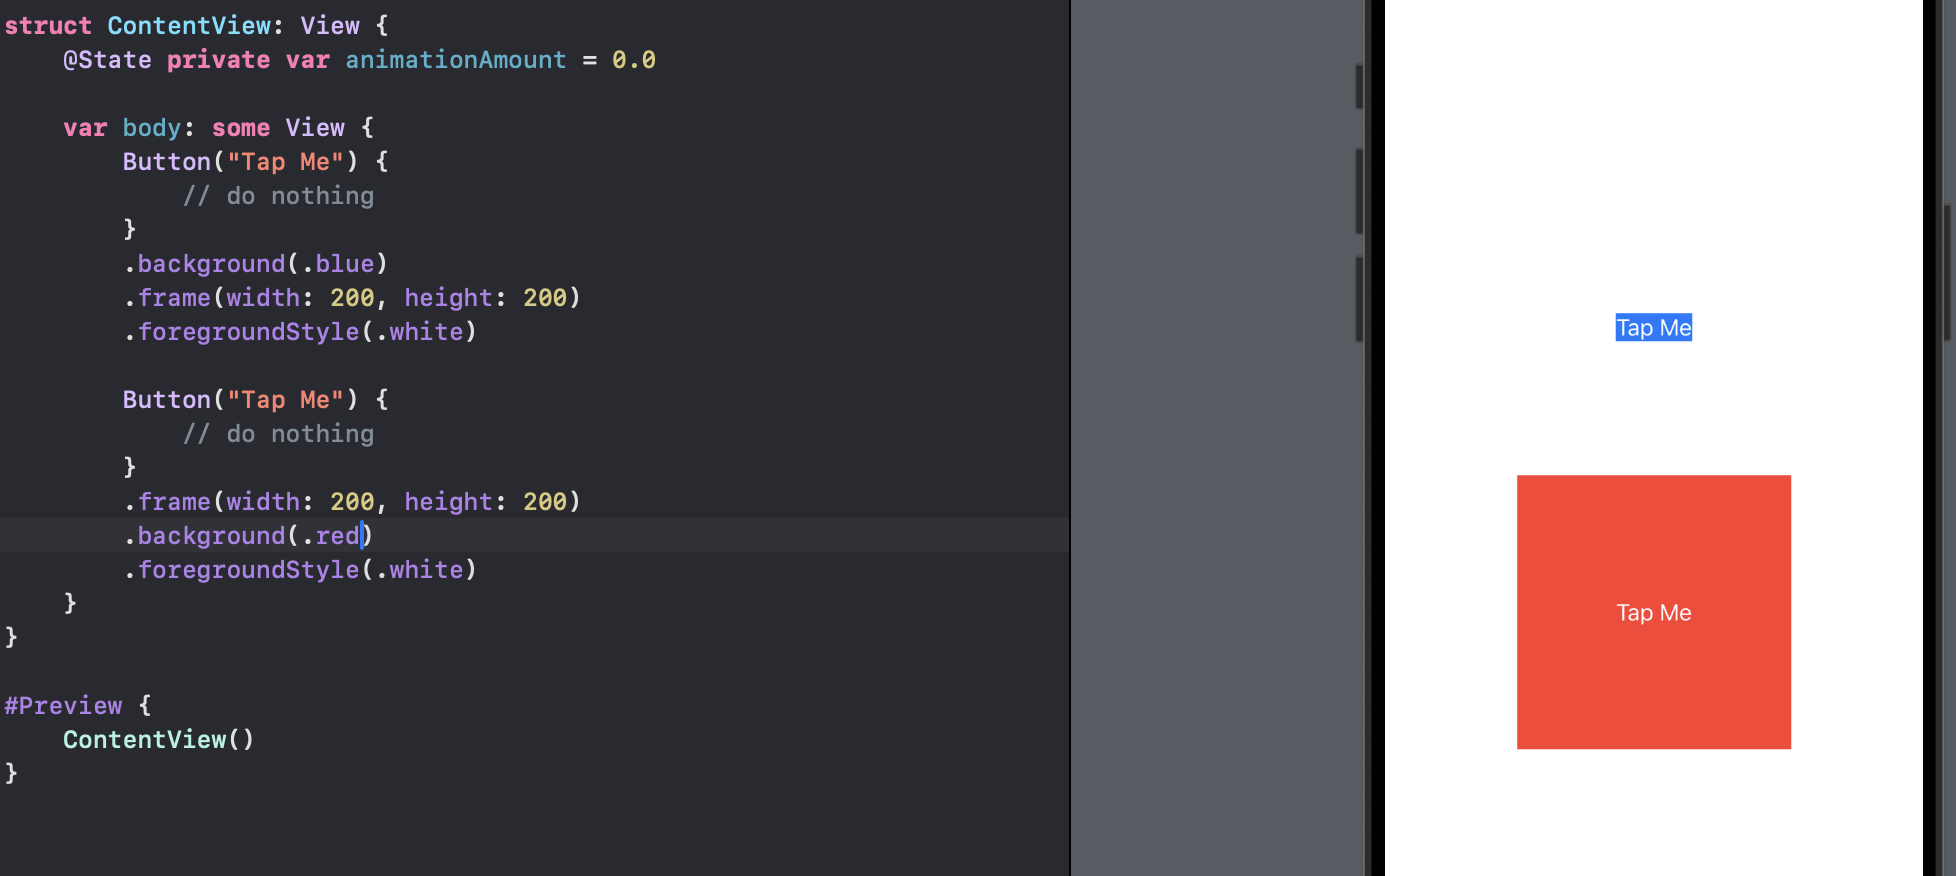 struct ContentView: View {
    @State private var animationAmount = 0.0

    var body: some View {
        Button("Tap Me") {
            // do nothing
        }
        .background(.blue)
        .frame(width: 200, height: 200)
        .foregroundStyle(.white)

        Button("Tap Me") {
            // do nothing
        }
        .frame(width: 200, height: 200)
        .background(.red)
        .foregroundStyle(.white)
    }
}

#Preview {
    ContentView()
}
Tap Me
Tap Me